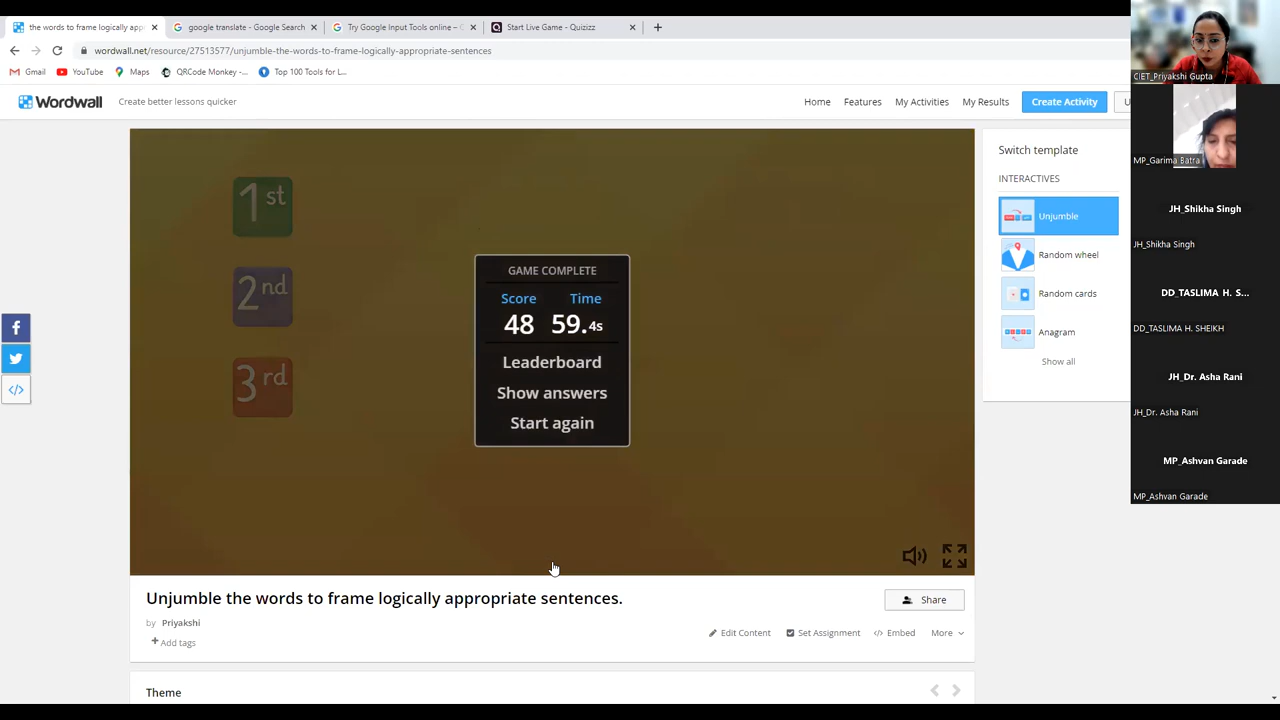 the words to frame logically app
google translate - Google Search
Try Google Input Tools online –
Start Live Game - Quizizz
wordwall.net/resource/27513577/unjumble-the-words-to-frame-logically-appropriate-sentences
Gmail
YouTube
Maps
QRCode Monkey -...
Top 100 Tools for L...
Wordwall
Create better lessons quicker
Home
Features
My Activities
My Results
Create Activity
U
1st
2nd
3rd
GAME COMPLETE
Score Time
48 59.4s
Leaderboard
Show answers
Start again
Unjumble the words to frame logically appropriate sentences.
by Priyakshi
Add tags
Share
Edit Content
Set Assignment
Embed
More
Theme
Switch template
INTERACTIVES
Unjumble
Random wheel
Random cards
Anagram
Show all
CIET_Priyakshi Gupta
MP_Garima Batra
JH_Shikha Singh
JH_Shikha Singh
DD_TASLIMA H. S...
DD_TASLIMA H. SHEIKH
JH_Dr. Asha Rani
JH_Dr. Asha Rani
MP_Ashvan Garade
MP_Ashvan Garade